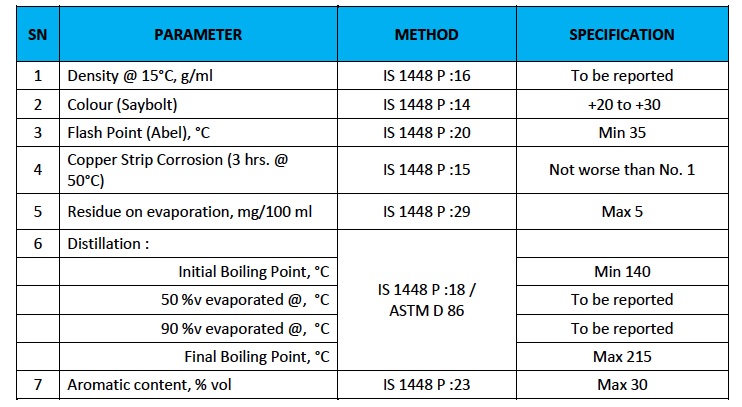 SN PARAMETER METHOD SPECIFICATION
1 Density @ 15°C, g/ml IS 1448 P :16 To be reported
2 Colour (Saybolt) IS 1448 P :14 +20 to +30
3 Flash Point (Abel), °C IS 1448 P :20 Min 35
4 Copper Strip Corrosion (3 hrs. @
50°C) IS 1448 P :15 Not worse than No. 1
5 Residue on evaporation, mg/100 ml IS 1448 P :29 Max 5
6 Distillation :
Initial Boiling Point, °C Min 140
IS 1448 P :18 /
ASTM D 86
50 %v evaporated @, °C To be reported
90 %v evaporated @, °C To be reported
Final Boiling Point, °C Max 215
7 Aromatic content, % vol IS 1448 P :23 Max 30